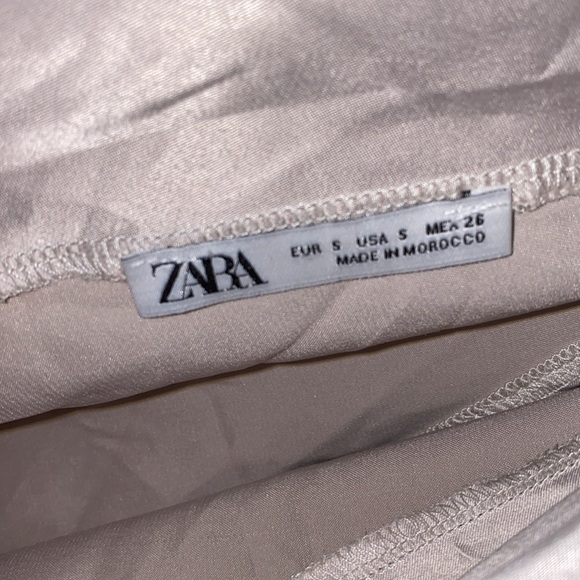 ZARA
EUR S USA S MEX 26
MADE IN MOROCCO